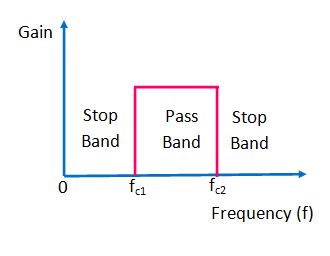 Gain
Stop Pass Stop
Band Band Band
0 fc1 fc2
Frequency (f)